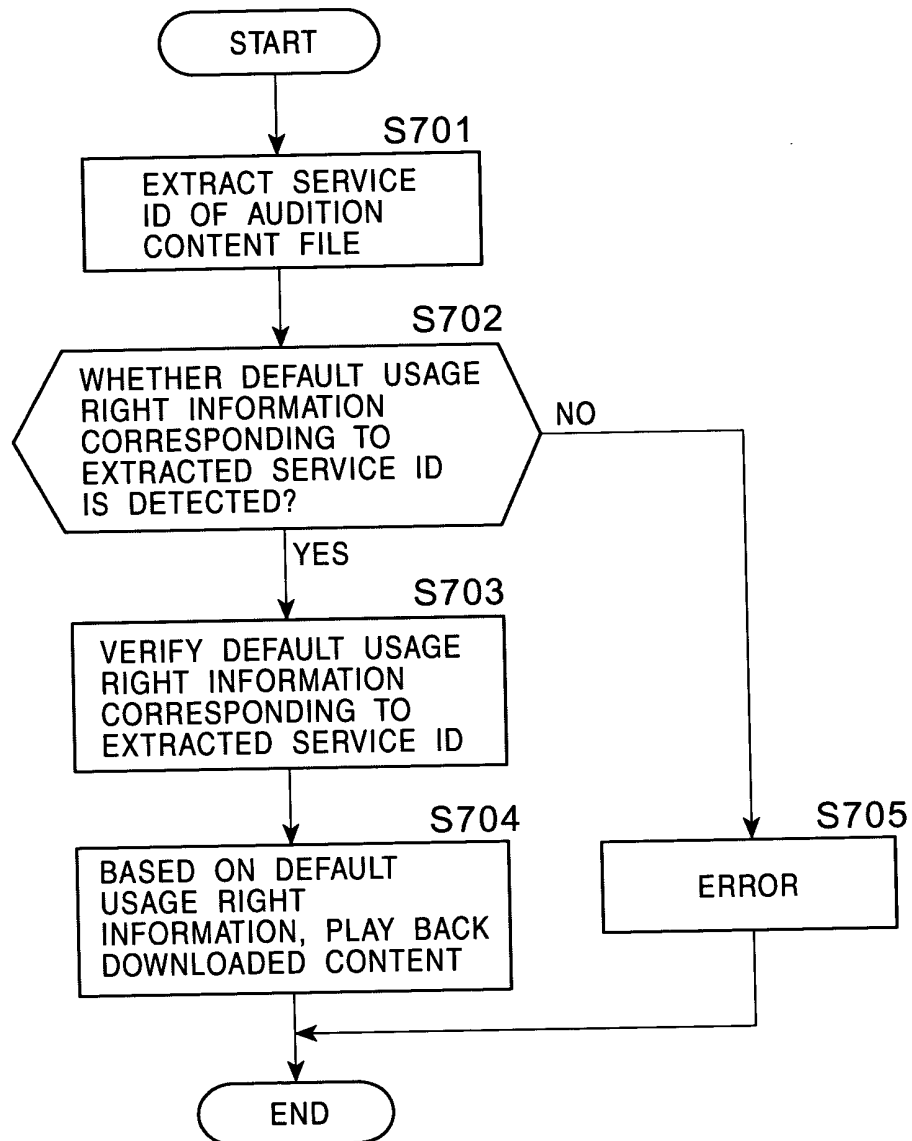 START
S701
EXTRACT SERVICE
ID OF AUDITION
CONTENT FILE
S702
WHETHER DEFAULT USAGE
RIGHT INFORMATION
CORRESPONDING TO
EXTRACTED SERVICE ID
IS DETECTED?
NO
YES
S703
VERIFY DEFAULT USAGE
RIGHT INFORMATION
CORRESPONDING TO
EXTRACTED SERVICE ID
S704
BASED ON DEFAULT
USAGE RIGHT
INFORMATION, PLAY BACK
DOWNLOADED CONTENT
S705
ERROR
END